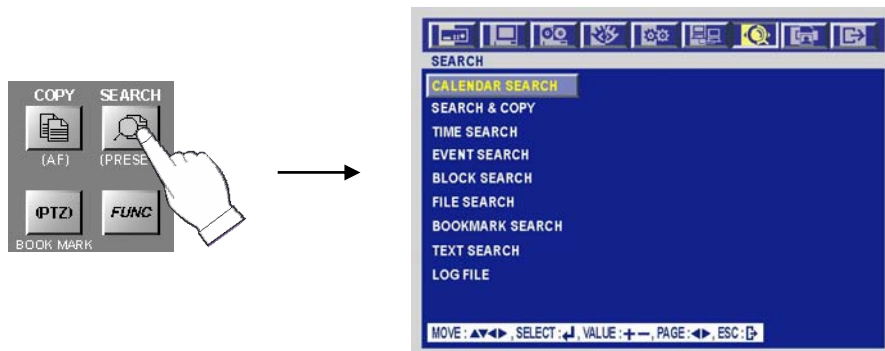 COPY SEARCH
(AF) (PRESE
(PTZ) FUNC
BOOK MARK
SEARCH
CALENDAR SEARCH
SEARCH & COPY
TIME SEARCH
EVENT SEARCH
BLOCK SEARCH
FILE SEARCH
BOOKMARK SEARCH
TEXT SEARCH
LOG FILE
MOVE : ▲▼◀▶ , SELECT : ↵ , VALUE : + — , PAGE : ◀▶ , ESC :